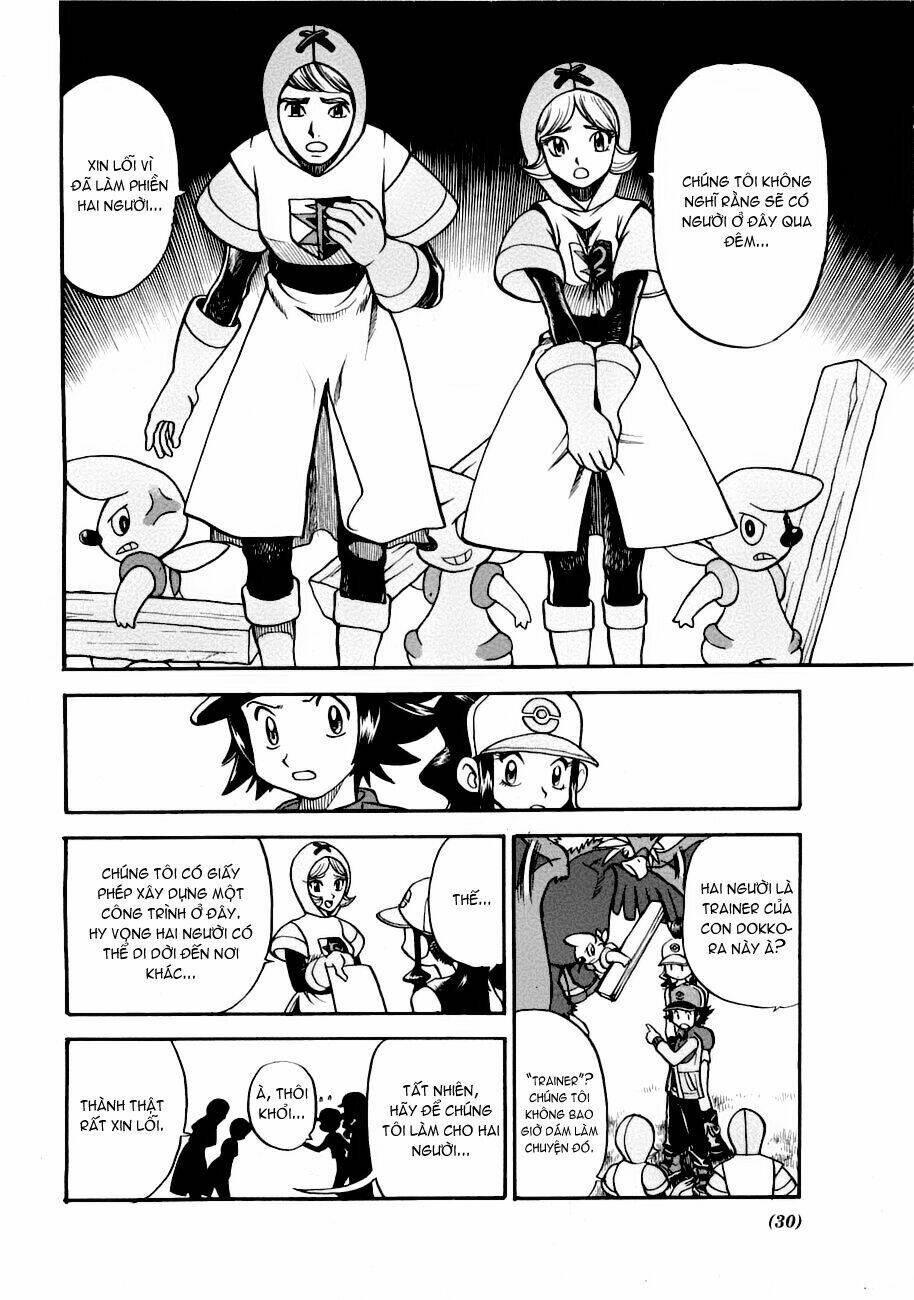 CHÚNG TÔI KHÔNG
NGHĨ RẰNG SẼ CÓ
NGƯỜI Ở ĐÂY QUA
ĐÊM...
XIN LỖI VÌ
ĐÃ LÀM PHIỀN
HAI NGƯỜI...
HAI NGƯỜI LÀ
TRAINER CỦA
CON DOKKO-
RA NÀY À?
"TRAINER"?
CHÚNG TÔI
KHÔNG BAO
GIỜ DÁM LÀM
CHUYỆN ĐÓ.
THẾ...
CHÚNG TÔI CÓ GIẤY
PHÉP XÂY DỤNG MỘT
CÔNG TRÌNH Ở ĐÂY.
HY VỌNG HAI NGƯỜI CÓ
THỂ DI DỜI ĐẾN NƠI
KHÁC...
TẤT NHIÊN,
HÃY ĐỂ CHÚNG
TÔI LÀM CHO HAI
NGƯỜI...
À, THÔI
KHỎI...
THÀNH THẬT
RẤT XIN LỖI.
(30)